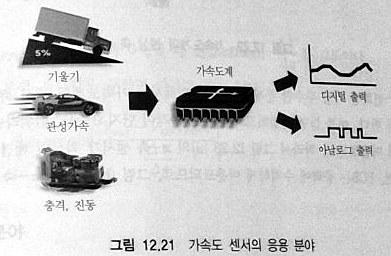 5%
기울기
관성가속
충격, 진동
가속도계
디지털 출력
아날로그 출력
그림 12.21 가속도 센서의 응용 분야